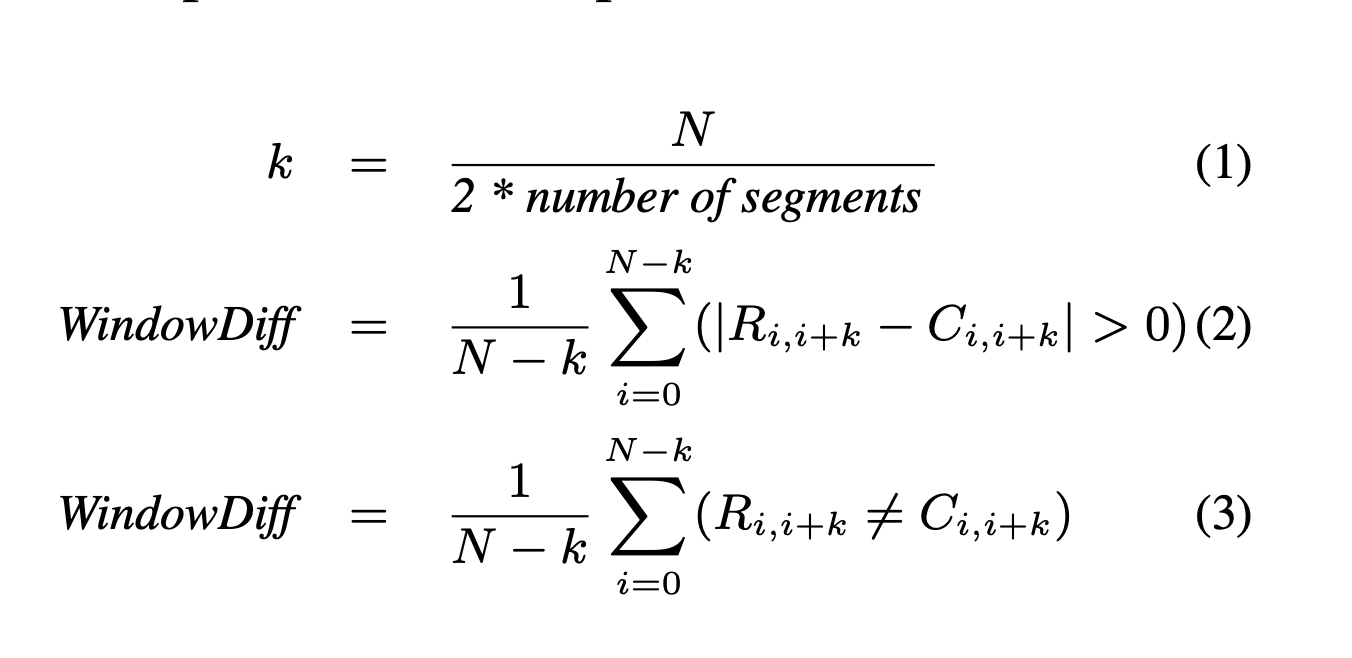 k = N / (2 * number of segments) (1)
WindowDiff = 1/(N − k) ∑_{i=0}^{N−k} (|R_{i,i+k} − C_{i,i+k}| > 0) (2)
WindowDiff = 1/(N − k) ∑_{i=0}^{N−k} (R_{i,i+k} ≠ C_{i,i+k}) (3)